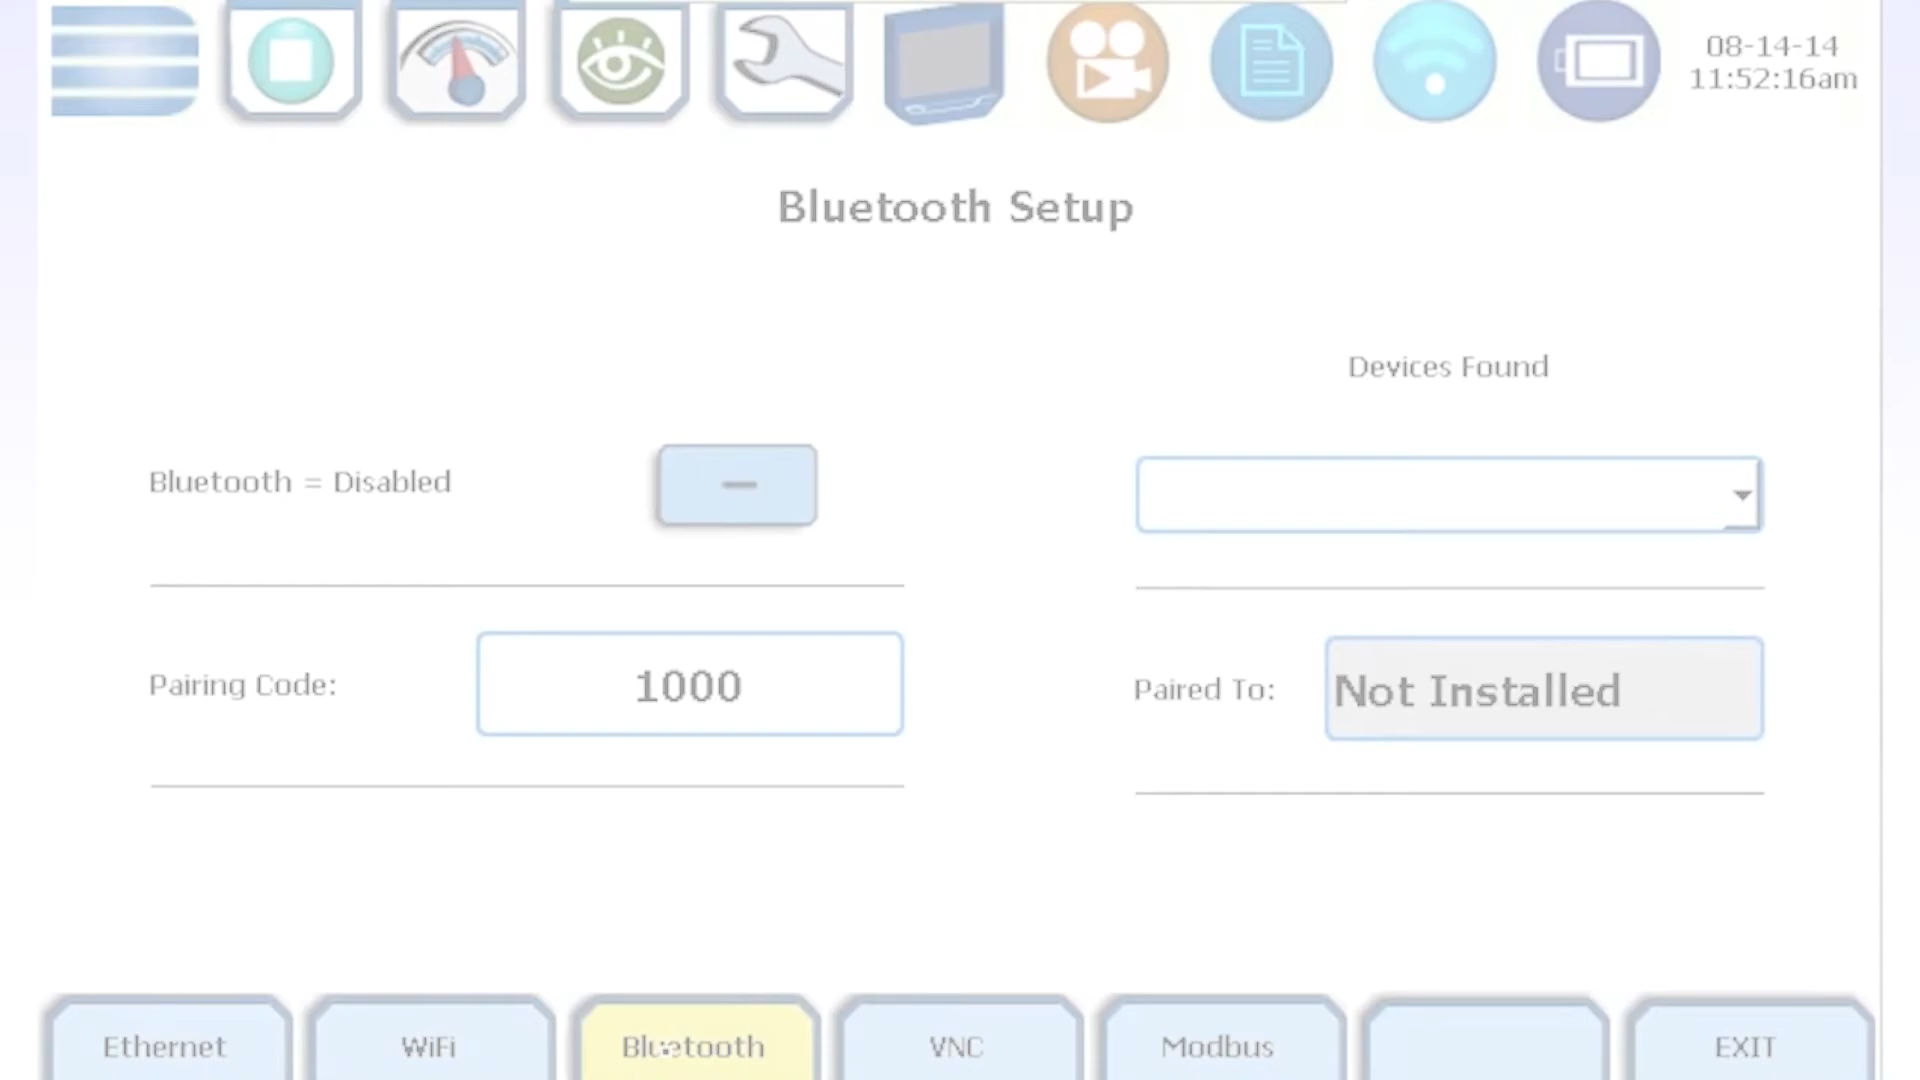 08-14-14
11:52:16am
Bluetooth Setup
Devices Found
Bluetooth = Disabled
Pairing Code:
1000
Paired To:
Not Installed
Ethernet
WiFi
Bluetooth
VNC
Modbus
EXIT